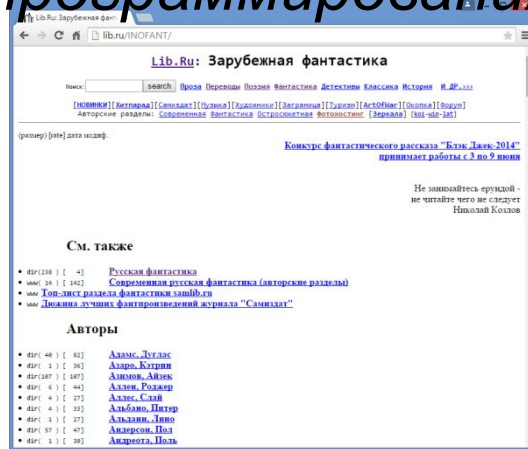 программирования.
Lib.Ru: Зарубежная фант
lib.ru/INOFANT/
Lib.Ru: Зарубежная фантастика
Поиск: search Проза Переводы Поэзия Фантастика Детективы Классика История И ДР.>>>
[НОВИНКИ][Хитпарад][Самиздат][Музыка][Художники][Заграница][Туризм][ArtOfWar][Окопка][Форум]
Авторские разделы: Современная Фантастика Остросюжетная Фотохостинг [Зеркала] (koi-win-lat]
(размер) [rate] дата модиф.
Конкурс фантастического рассказа "Блэк Джек-2014"
принимает работы с 3 по 9 июня
Не занимайтесь ерундой -
не читайте чего не следует
Николай Козлов
См. также
dir(238 ) [ 4] Русская фантастика
www( 14 ) [ 142] Современная русская фантастика (авторские разделы)
www Топ-лист раздела фантастики samlib.ru
www Дюжина лучших фантпроизведений журнала "Самиздат"
Авторы
dir( 40 ) [ 82] Адамс, Дуглас
dir( 1 ) [ 36] Азаро, Кэтрин
dir(187 ) [ 107] Азимов, Айзек
dir( 6 ) [ 44] Аллен, Роджер
dir( 4 ) [ 27] Аллес, Слай
dir( 4 ) [ 33] Альбано, Питер
dir( 1 ) [ 27] Альдани, Лино
dir( 57 ) [ 47] Андерсон, Пол
dir( 1 ) [ 30] Андреота, Поль